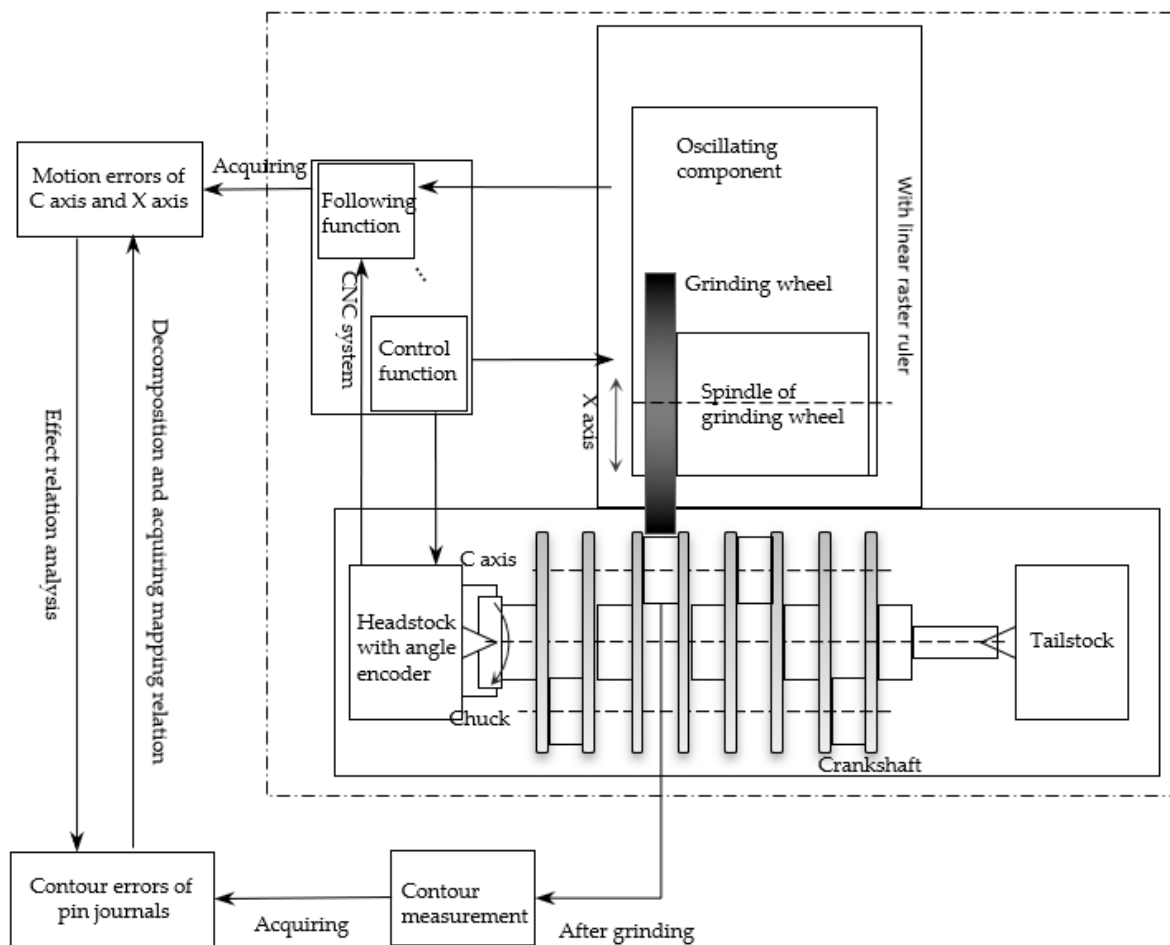 Oscillating
component
With linear raster ruler
Motion errors of
C axis and X axis
Acquiring
Following
function
...
CNC system
Control
function
Grinding wheel
X axis
Spindle of
grinding wheel
Effect relation analysis
Decomposition and acquiring mapping relation
C axis
Headstock
with angle
encoder
Chuck
Tailstock
Crankshaft
Contour errors of
pin journals
Acquiring
Contour
measurement
After grinding